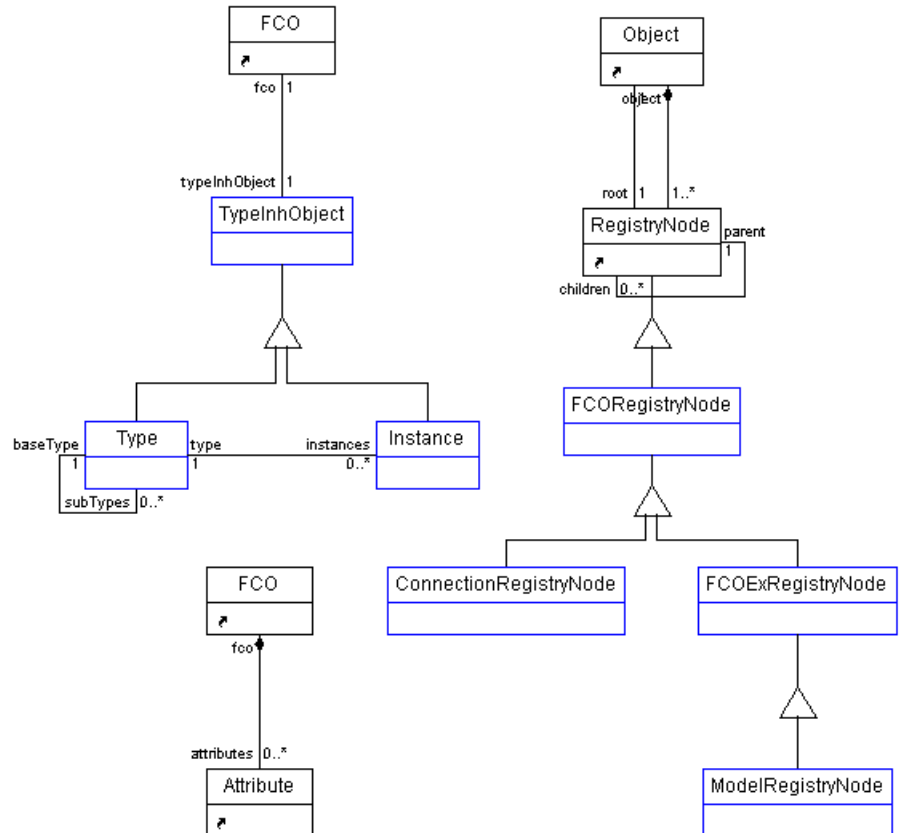 FCO
Object
fco 1
object
1
typeInhObject 1
root 1 1..*
TypeInhObject
RegistryNode
parent
1
children 0..*
FCORegistryNode
baseType
1
Type
type
1
instances
0..*
Instance
subTypes 0..*
FCO
ConnectionRegistryNode
FCOExRegistryNode
fco
attributes 0..*
Attribute
ModelRegistryNode